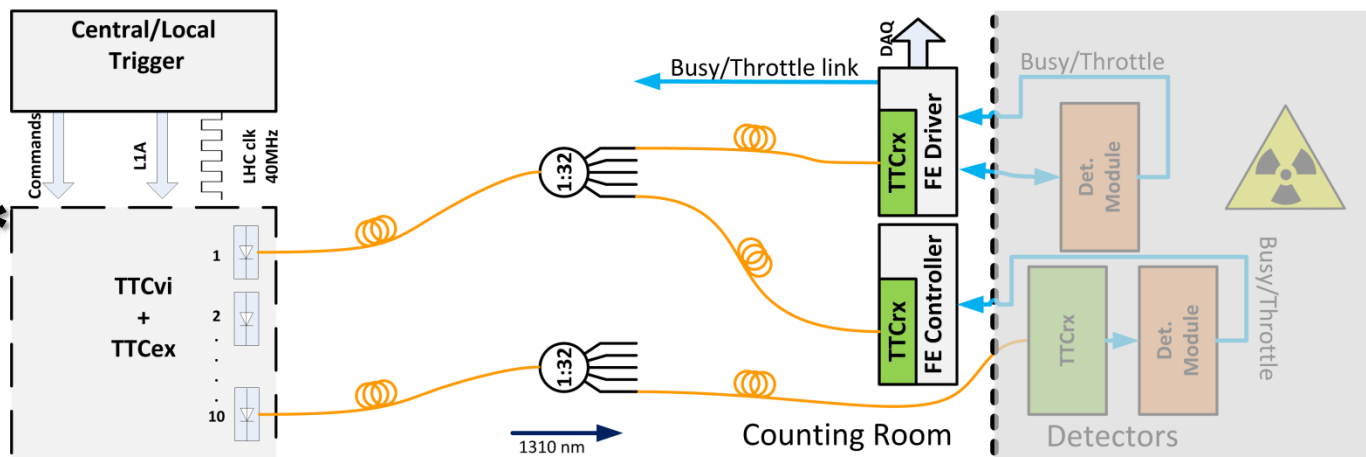 Central/Local
Trigger
Commands
L1A
LHC clk
40MHz
TTCvi
+
TTCex
1
2
.
.
.
.
10
1:32
1:32
1310 nm
Busy/Throttle link
DAQ
TTCrx
FE Driver
TTCrx
FE Controller
Counting Room
Busy/Throttle
Det.
Module
Busy/Throttle
TTCrx
Det.
Module
Detectors